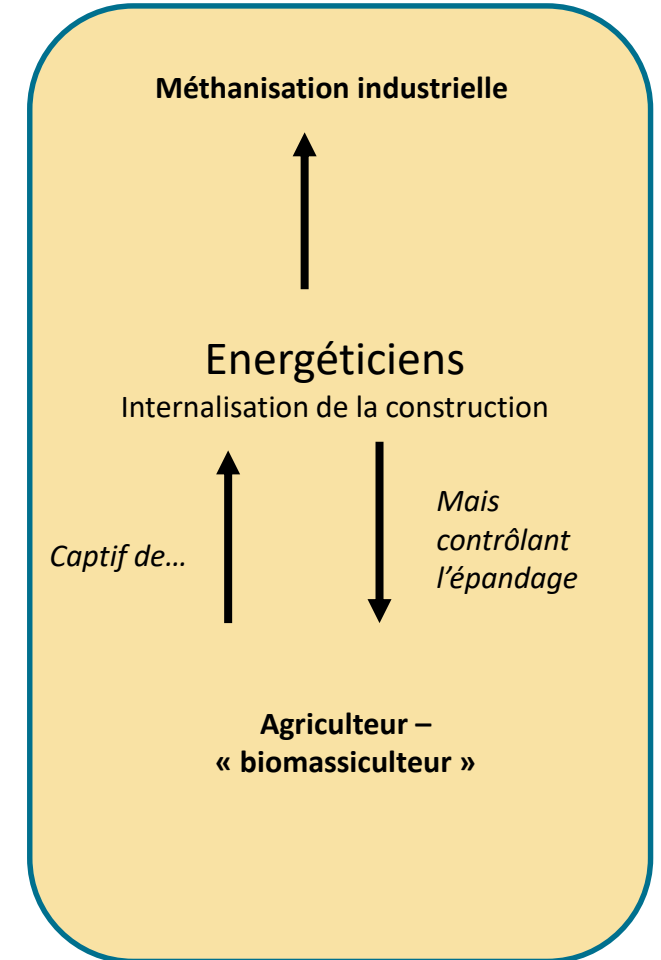 Méthanisation industrielle
Energéticiens
Internalisation de la construction
Captif de…
Mais
contrôlant
l’épandage
Agriculteur –
« biomassiculteur »